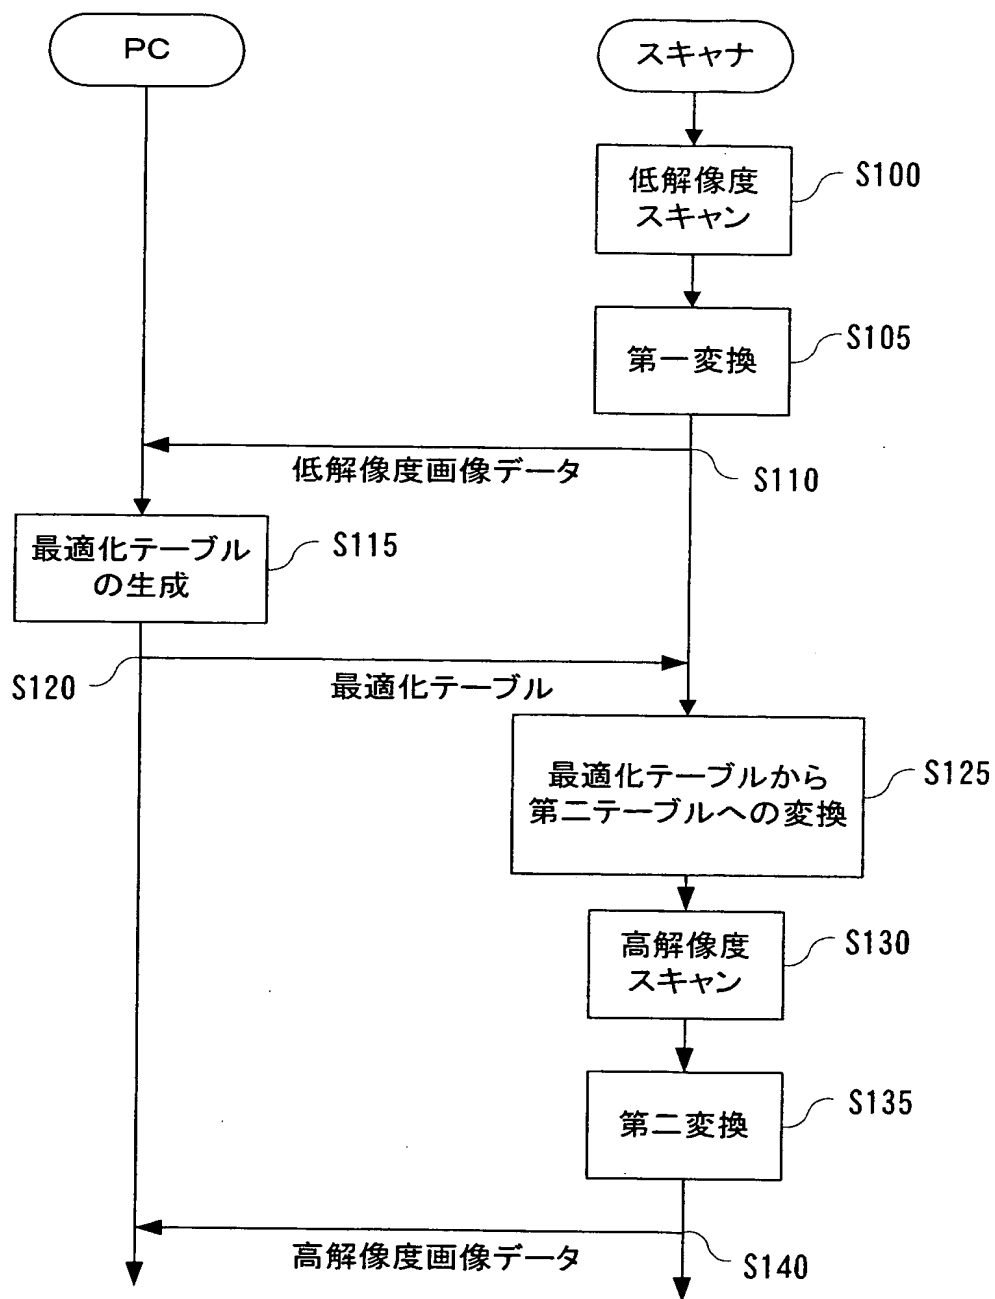 PC
スキャナ
低解像度
スキャン
S100
第一変換
S105
低解像度画像データ
S110
最適化テーブル
の生成
S115
S120
最適化テーブル
最適化テーブルから
第二テーブルへの変換
S125
高解像度
スキャン
S130
第二変換
S135
高解像度画像データ
S140